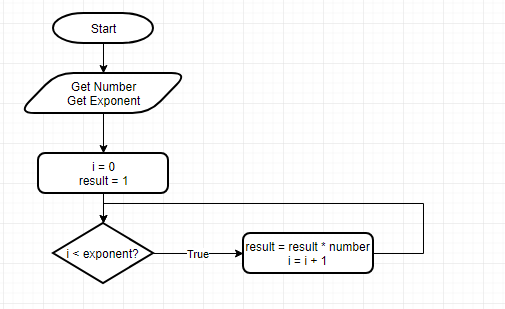 Start
Get Number
Get Exponent
i = 0
result = 1
i < exponent?
True
result = result * number
i = i + 1